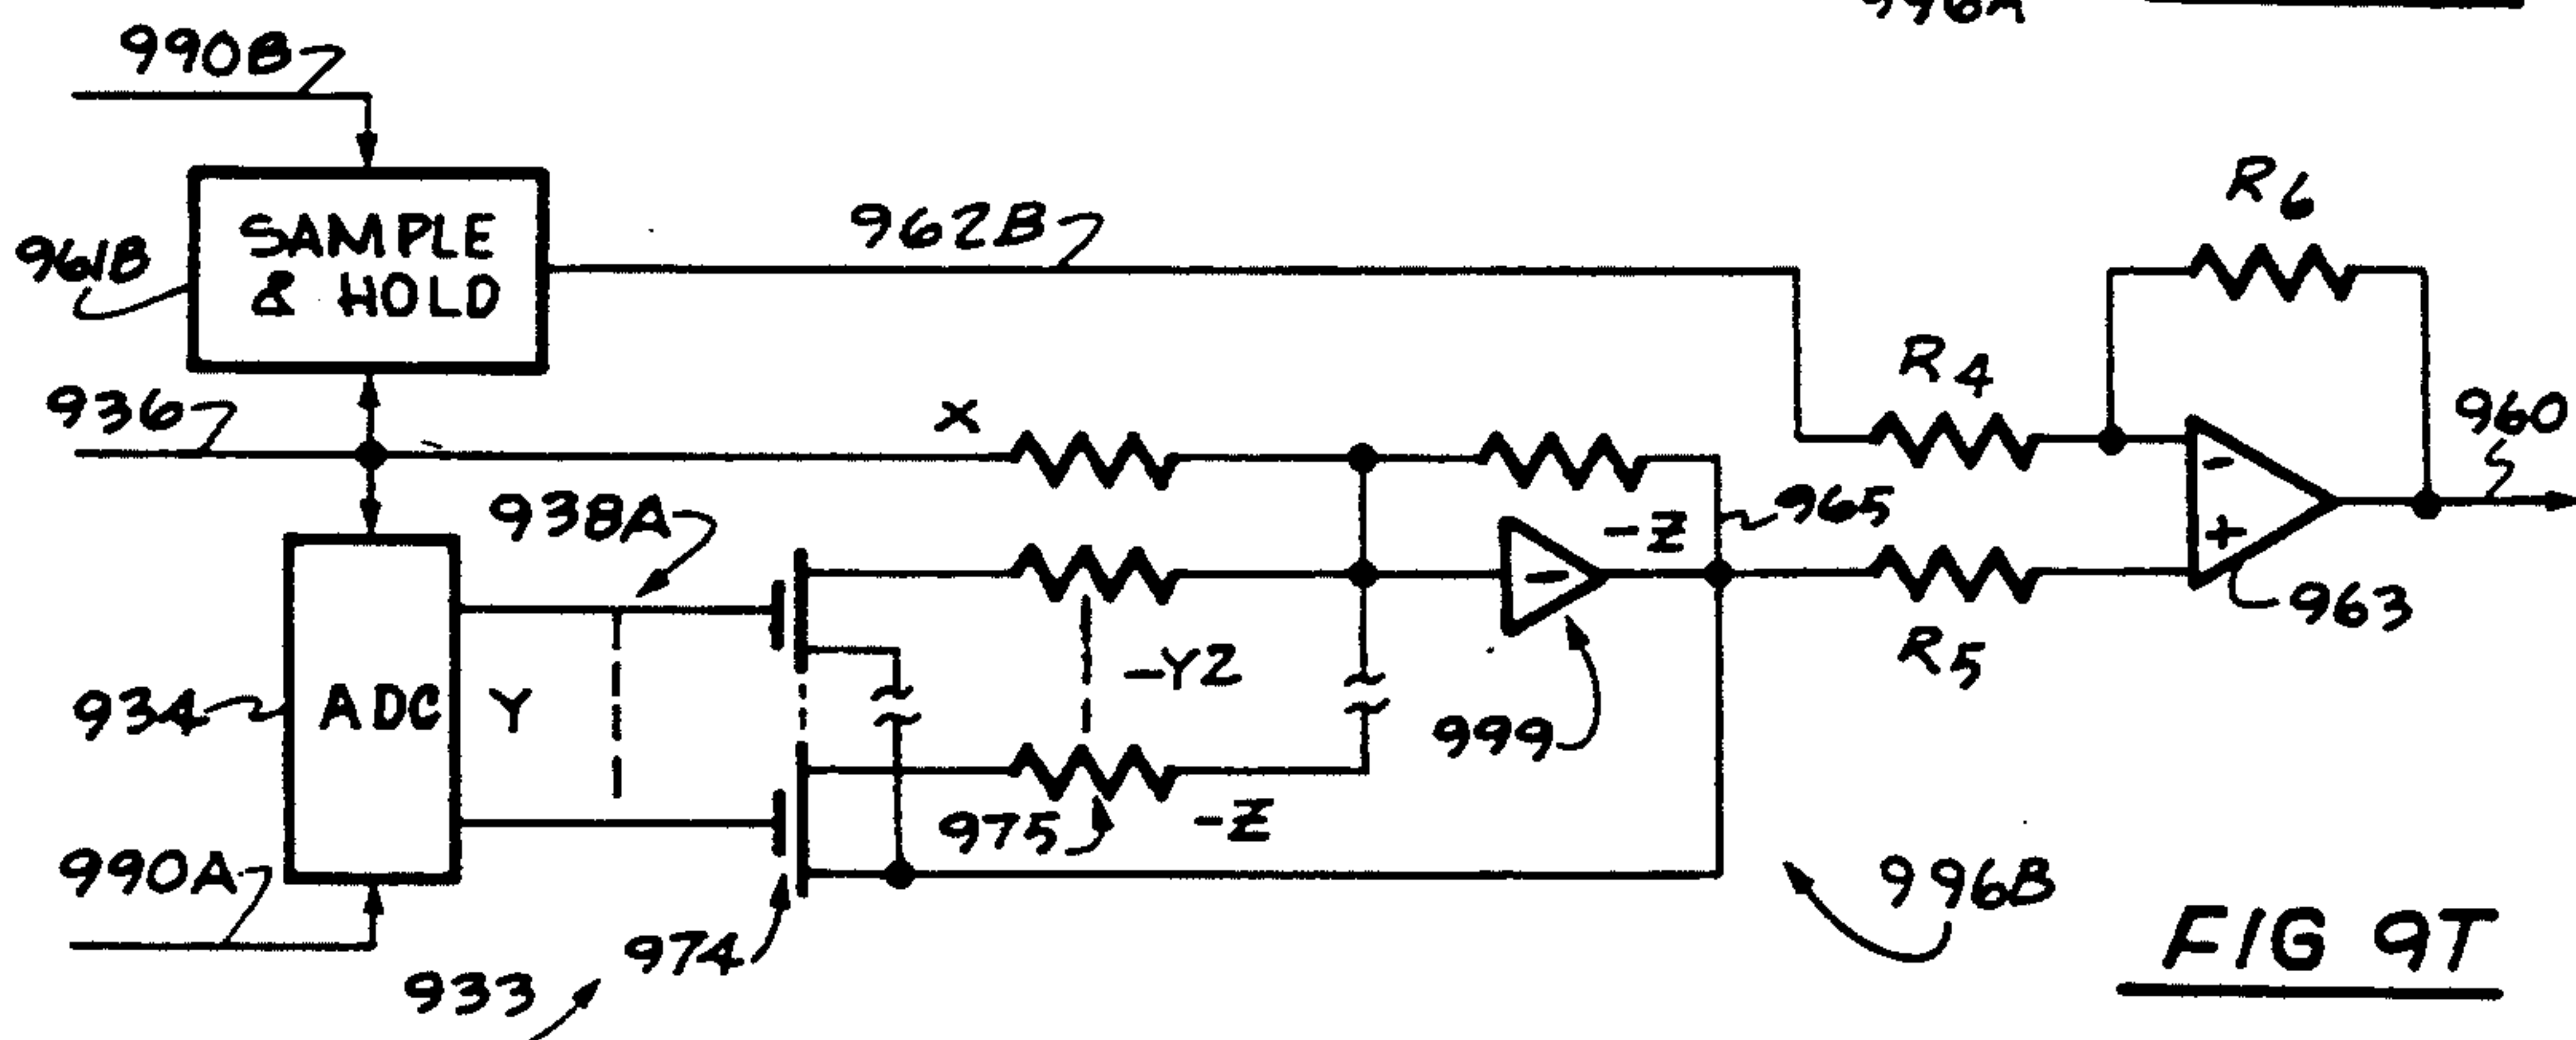 996A
990B
SAMPLE
& HOLD
961B
962B
R6
R4
936
X
960
938A
-Z
965
-
+
-
963
R5
-YZ
934
ADC
Y
999
975
-Z
990A
974
996B
933
FIG 9T